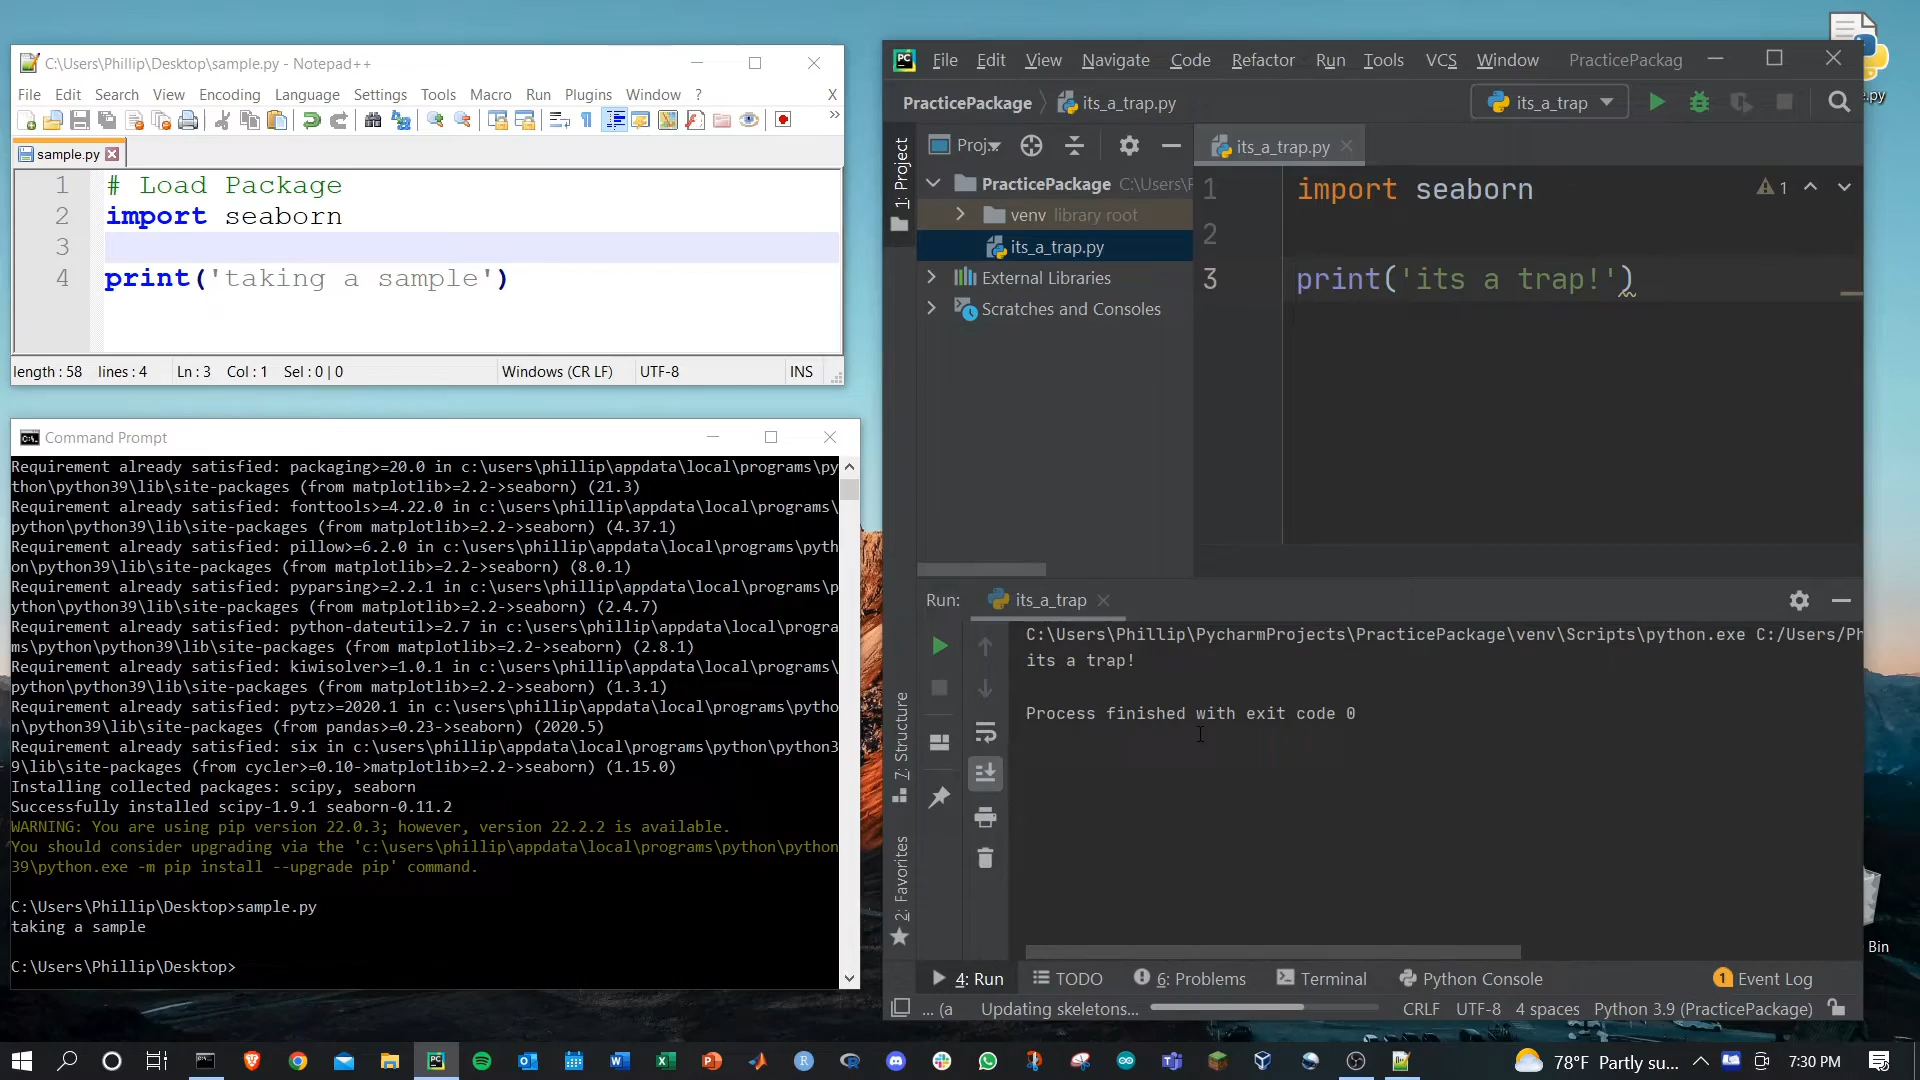 C:\Users\Phillip\Desktop\sample.py - Notepad++
File Edit Search View Encoding Language Settings Tools Macro Run Plugins Window ? X
sample.py
1 # Load Package
2 import seaborn
3
4 print('taking a sample')
length : 58 lines : 4 Ln : 3 Col : 1 Sel : 0 | 0 Windows (CR LF) UTF-8 INS
Command Prompt
Requirement already satisfied: packaging>=20.0 in c:\users\phillip\appdata\local\programs\py
thon\python39\lib\site-packages (from matplotlib>=2.2->seaborn) (21.3)
Requirement already satisfied: fonttools>=4.22.0 in c:\users\phillip\appdata\local\programs\
python\python39\lib\site-packages (from matplotlib>=2.2->seaborn) (4.37.1)
Requirement already satisfied: pillow>=6.2.0 in c:\users\phillip\appdata\local\programs\pyth
on\python39\lib\site-packages (from matplotlib>=2.2->seaborn) (8.0.1)
Requirement already satisfied: pyparsing>=2.2.1 in c:\users\phillip\appdata\local\programs\p
ython\python39\lib\site-packages (from matplotlib>=2.2->seaborn) (2.4.7)
Requirement already satisfied: python-dateutil>=2.7 in c:\users\phillip\appdata\local\progra
ms\python\python39\lib\site-packages (from matplotlib>=2.2->seaborn) (2.8.1)
Requirement already satisfied: kiwisolver>=1.0.1 in c:\users\phillip\appdata\local\programs\
python\python39\lib\site-packages (from matplotlib>=2.2->seaborn) (1.3.1)
Requirement already satisfied: pytz>=2020.1 in c:\users\phillip\appdata\local\programs\pytho
n\python39\lib\site-packages (from pandas>=0.23->seaborn) (2020.5)
Requirement already satisfied: six in c:\users\phillip\appdata\local\programs\python\python3
9\lib\site-packages (from cycler>=0.10->matplotlib>=2.2->seaborn) (1.15.0)
Installing collected packages: scipy, seaborn
Successfully installed scipy-1.9.1 seaborn-0.11.2
WARNING: You are using pip version 22.0.3; however, version 22.2.2 is available.
You should consider upgrading via the 'c:\users\phillip\appdata\local\programs\python\python
39\python.exe -m pip install --upgrade pip' command.
C:\Users\Phillip\Desktop>sample.py
taking a sample
C:\Users\Phillip\Desktop>
PC File Edit View Navigate Code Refactor Run Tools VCS Window PracticePackag
PracticePackage its_a_trap.py
its_a_trap
1: Project
Proj
its_a_trap.py
PracticePackage C:\Users\P
venv library root
its_a_trap.py
External Libraries
Scratches and Consoles
1 import seaborn
2
3 print('its a trap!')
1
Run: its_a_trap
C:\Users\Phillip\PycharmProjects\PracticePackage\venv\Scripts\python.exe C:/Users/Ph
its a trap!
Process finished with exit code 0
7: Structure
2: Favorites
4: Run TODO 6: Problems Terminal Python Console 1 Event Log
... (a Updating skeletons... CRLF UTF-8 4 spaces Python 3.9 (PracticePackage)
.py
Bin
78°F Partly su... 7:30 PM